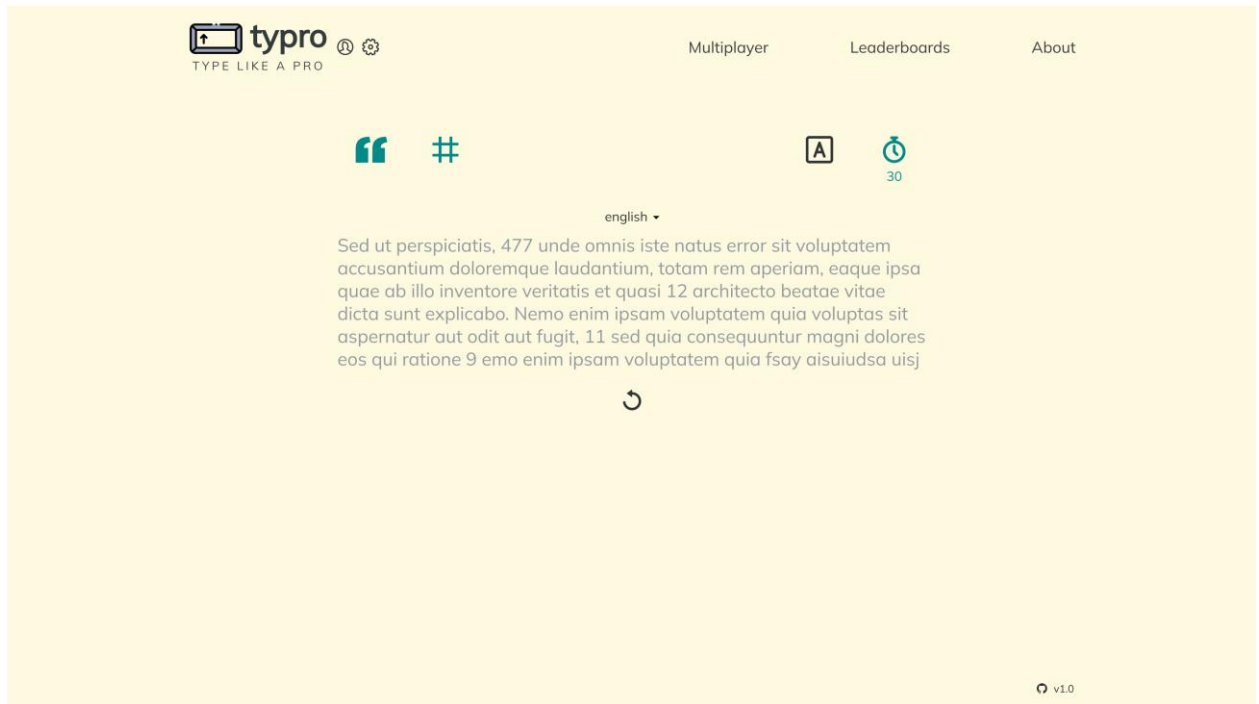 typro
TYPE LIKE A PRO
Multiplayer
Leaderboards
About
A
30
english
Sed ut perspiciatis, 477 unde omnis iste natus error sit voluptatem
accusantium doloremque laudantium, totam rem aperiam, eaque ipsa
quae ab illo inventore veritatis et quasi 12 architecto beatae vitae
dicta sunt explicabo. Nemo enim ipsam voluptatem quia voluptas sit
aspernatur aut odit aut fugit, 11 sed quia consequuntur magni dolores
eos qui ratione 9 emo enim ipsam voluptatem quia fsay aisuiudsa uisj
v1.0